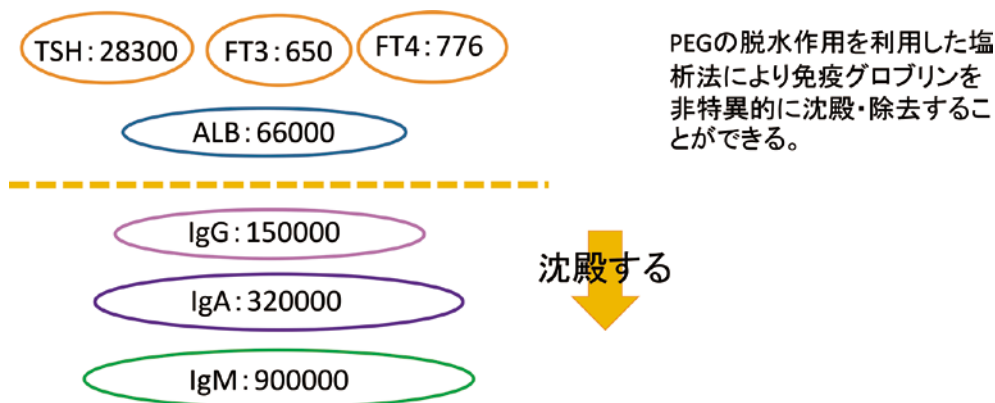 TSH：28300
FT3：650
FT4：776
ALB：66000
IgG：150000
IgA：320000
IgM：900000
PEGの脱水作用を利用した塩
析法により免疫グロブリンを
非特異的に沈殿・除去するこ
とができる。
沈殿する